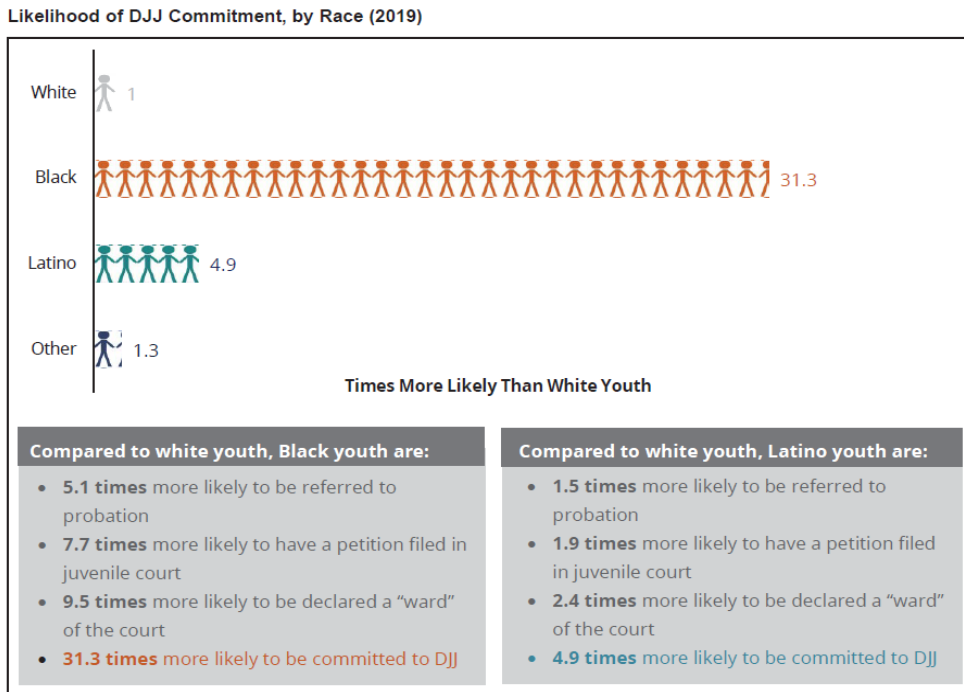 Likelihood of DJJ Commitment, by Race (2019)
White 1
Black 31.3
Latino 4.9
Other 1.3
Times More Likely Than White Youth
Compared to white youth, Black youth are:
• 5.1 times more likely to be referred to
probation
• 7.7 times more likely to have a petition filed in
juvenile court
• 9.5 times more likely to be declared a “ward”
of the court
• 31.3 times more likely to be committed to DJJ
Compared to white youth, Latino youth are:
• 1.5 times more likely to be referred to
probation
• 1.9 times more likely to have a petition filed
in juvenile court
• 2.4 times more likely to be declared a “ward”
of the court
• 4.9 times more likely to be committed to DJJ